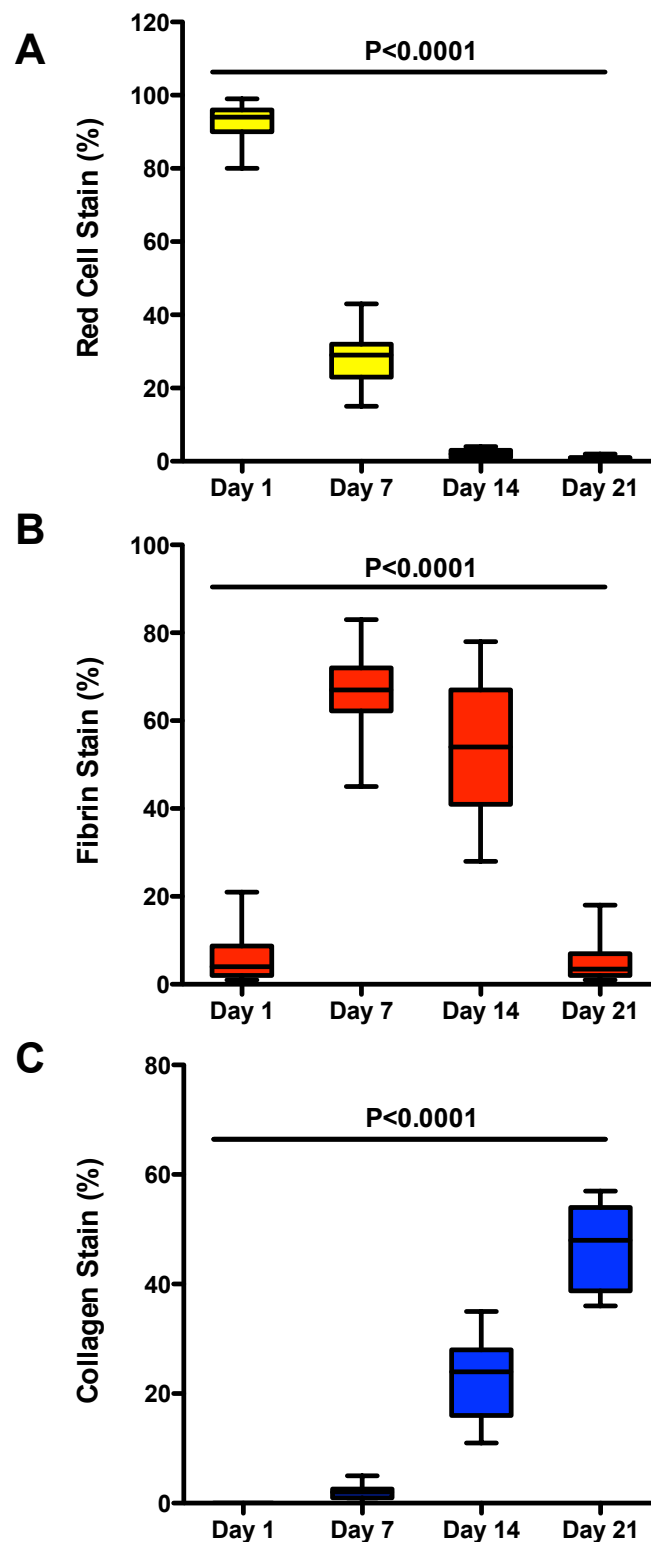 A
P<0.0001
Red Cell Stain (%)
120
100
80
60
40
20
0
Day 1 Day 7 Day 14 Day 21
B
P<0.0001
Fibrin Stain (%)
100
80
60
40
20
0
Day 1 Day 7 Day 14 Day 21
C
P<0.0001
Collagen Stain (%)
80
60
40
20
0
Day 1 Day 7 Day 14 Day 21